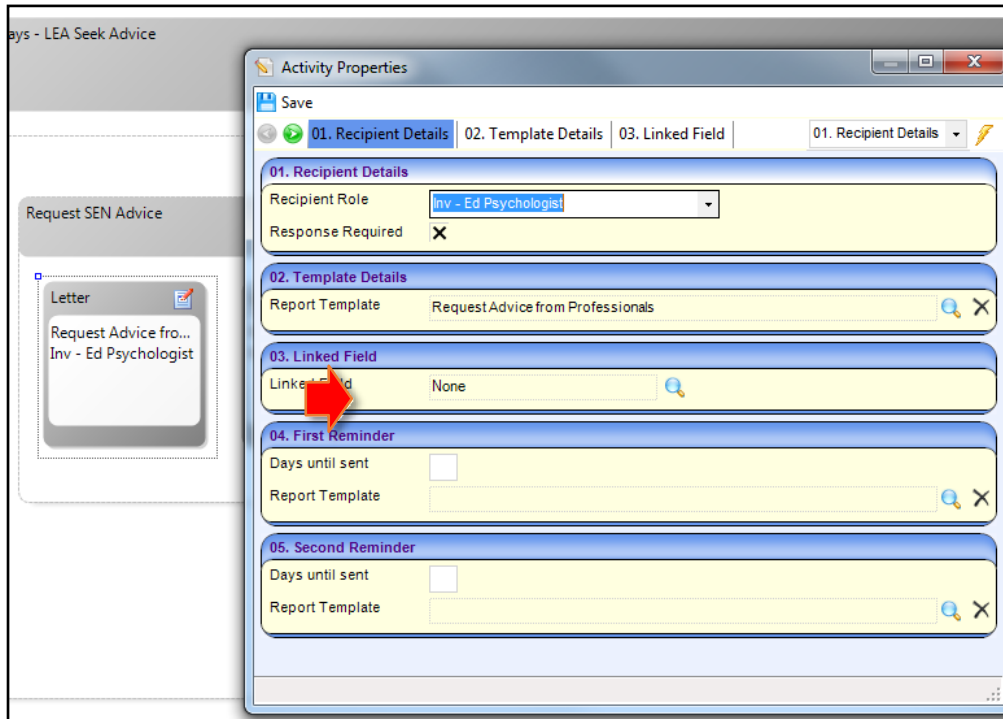 ays - LEA Seek Advice
Activity Properties
Save
01. Recipient Details 02. Template Details 03. Linked Field 01. Recipient Details
01. Recipient Details
Recipient Role Inv - Ed Psychologist
Response Required
02. Template Details
Report Template Request Advice from Professionals
03. Linked Field
Linked Field None
04. First Reminder
Days until sent
Report Template
05. Second Reminder
Days until sent
Report Template
Request SEN Advice
Letter
Request Advice fro...
Inv - Ed Psychologist